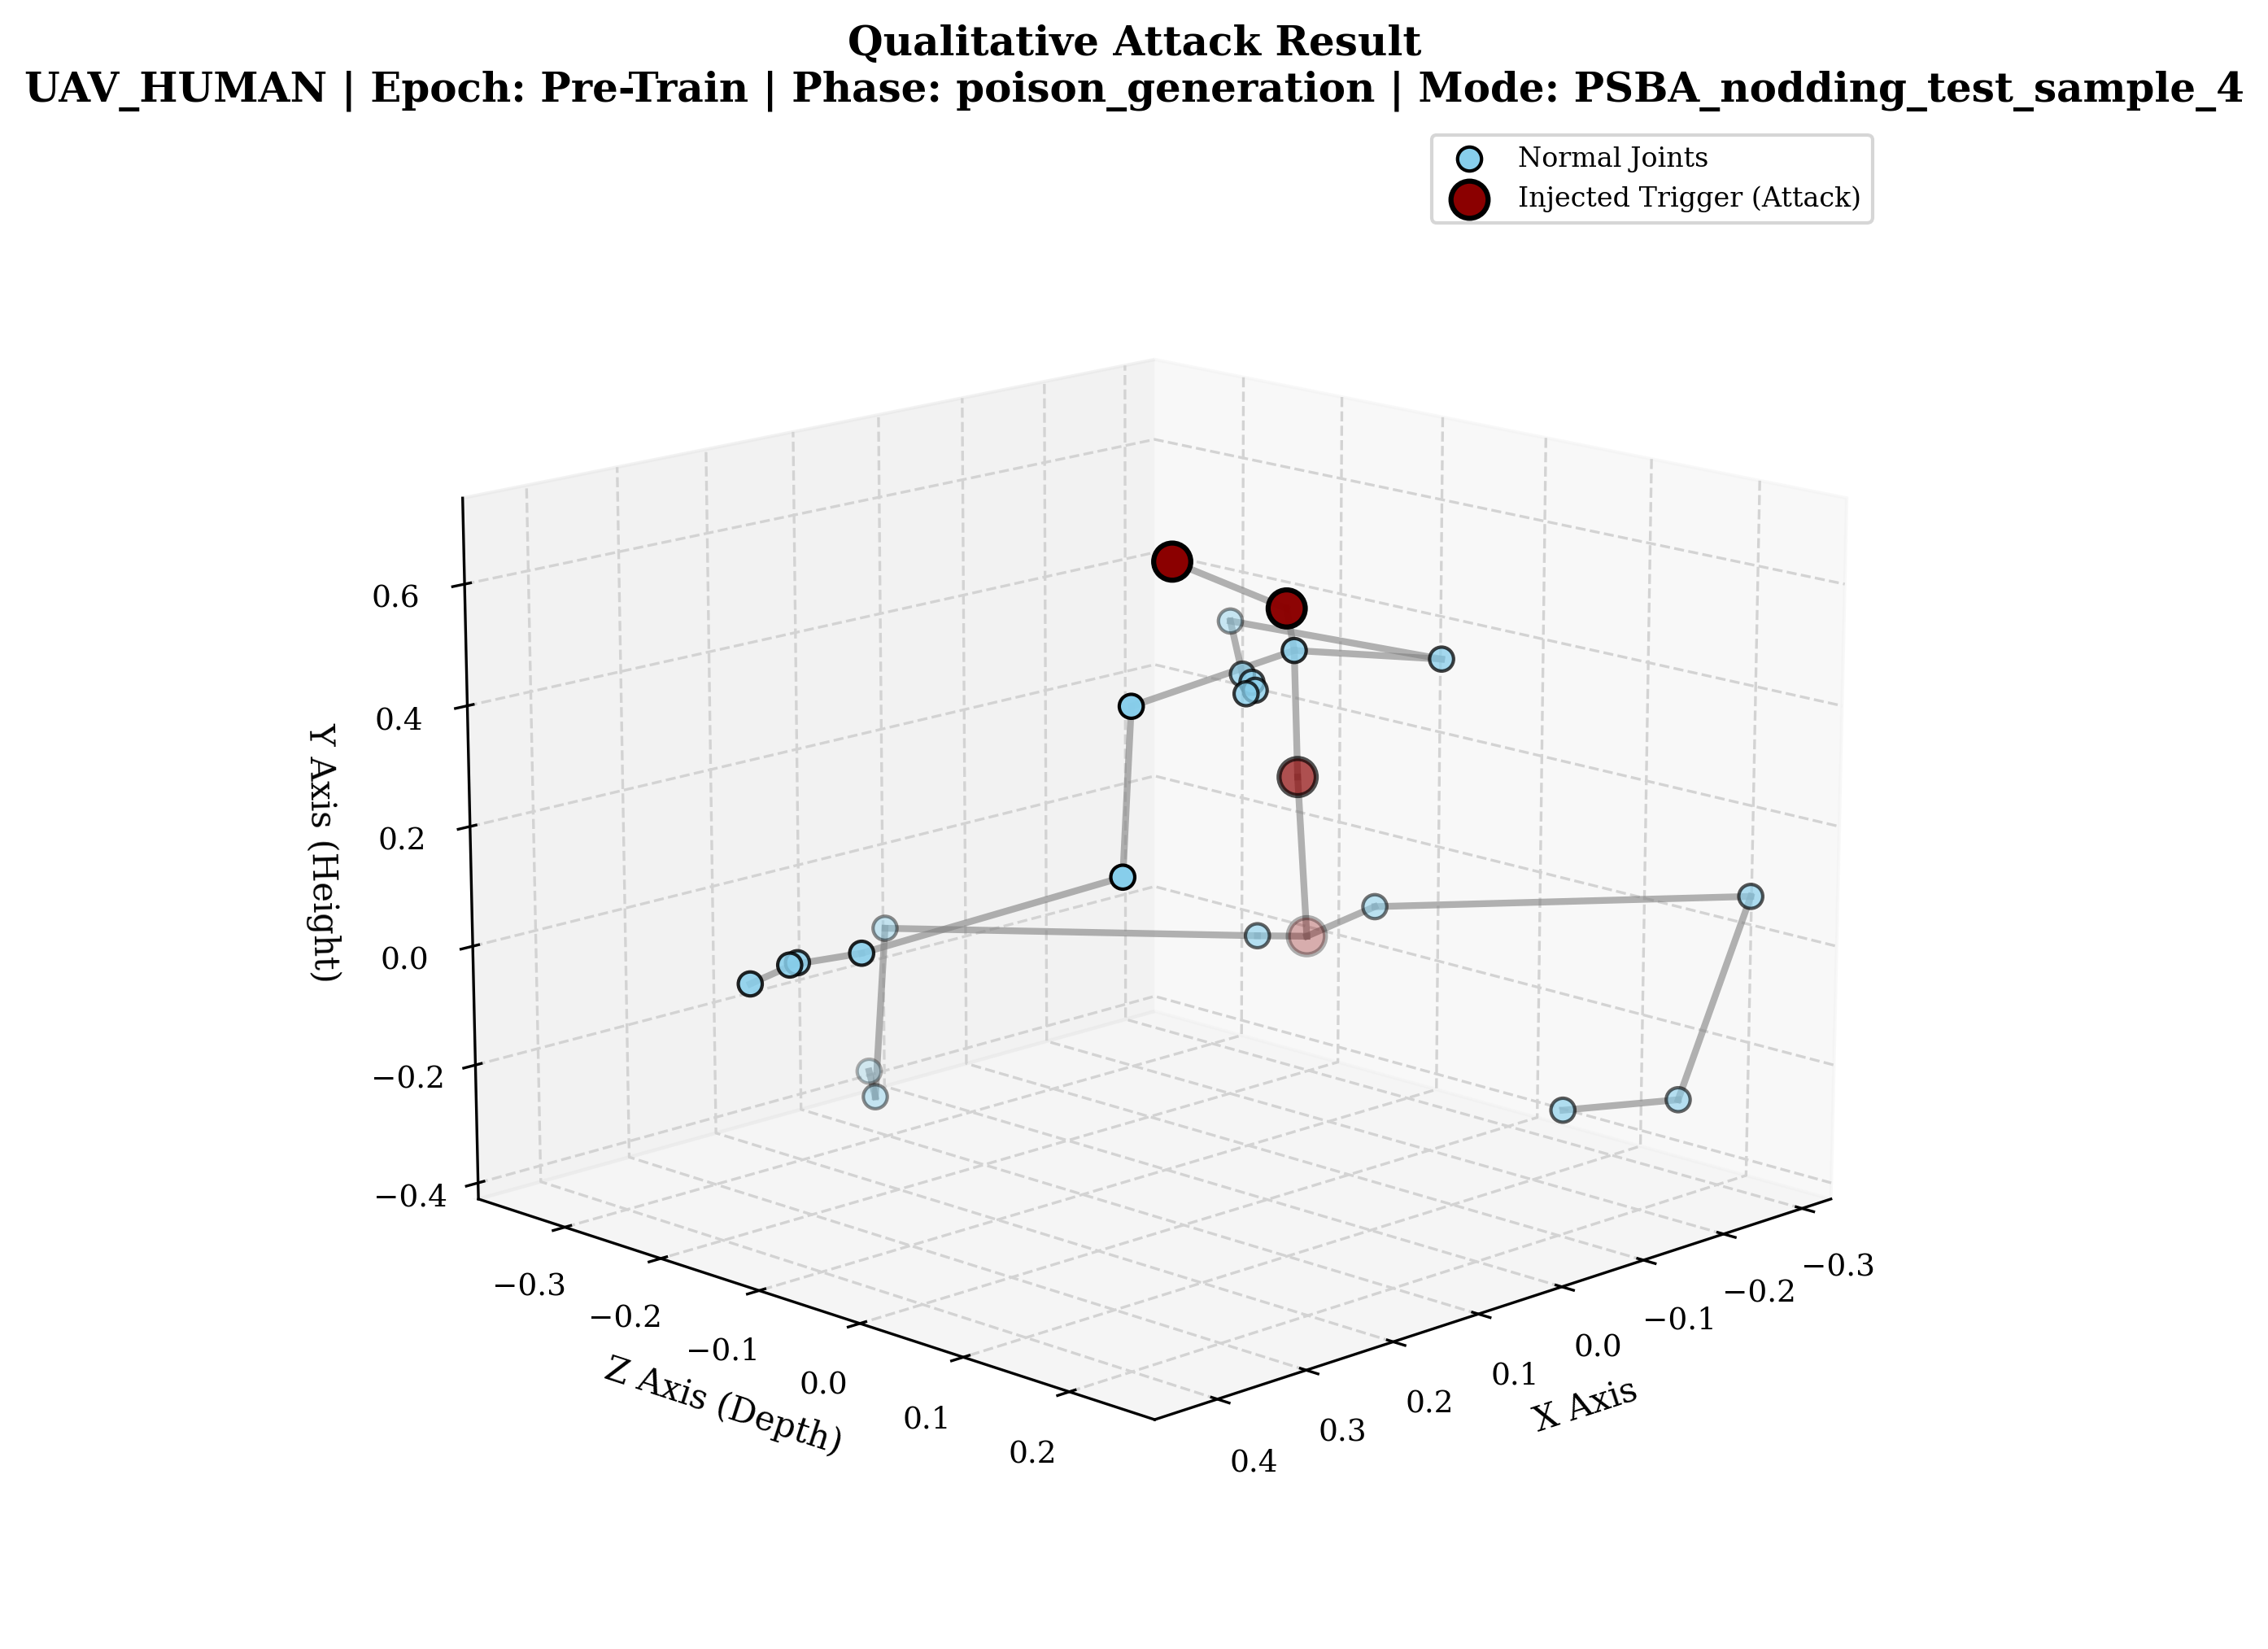 Qualitative Attack Result
UAV_HUMAN | Epoch: Pre-Train | Phase: poison_generation | Mode: PSBA_nodding_test_sample_4
Normal Joints
Injected Trigger (Attack)
Y Axis (Height)
0.6
0.4
0.2
0.0
−0.2
−0.4
−0.3
−0.2
−0.1
0.0
0.1
0.2
Z Axis (Depth)
0.4
0.3
0.2
0.1
0.0
−0.1
−0.2
−0.3
X Axis